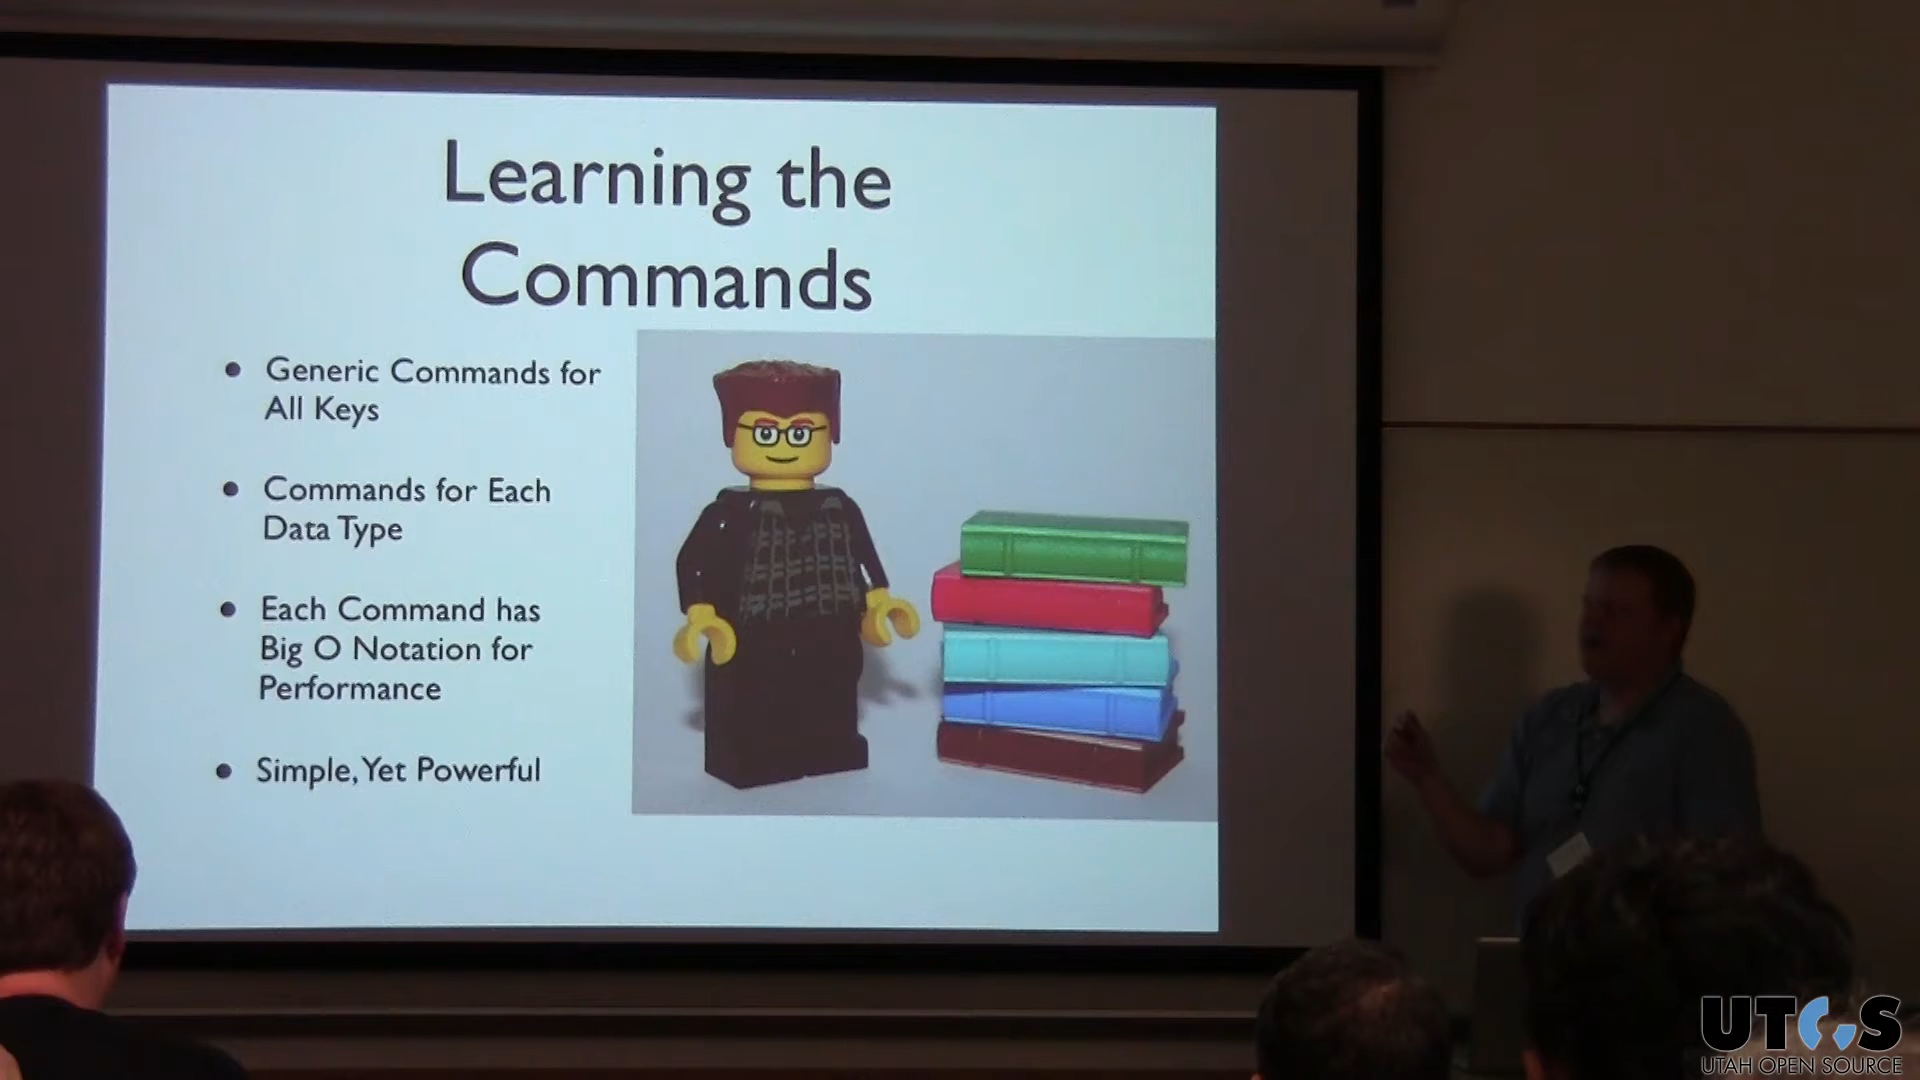 Learning the
Commands
• Generic Commands for
All Keys
• Commands for Each
Data Type
• Each Command has
Big O Notation for
Performance
• Simple, Yet Powerful
UTOS
UTAH OPEN SOURCE